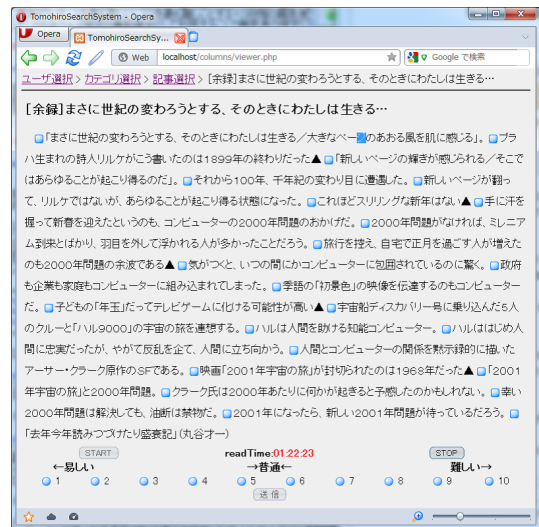 TomohiroSearchSystem - Opera
Opera
TomohiroSearchSy...
Web
localhost/columns/viewer.php
Google で検索
ユーザ選択 > カテゴリ選択 > 記事選択 > [余録]まさに世紀の変わろうとする、そのときにわたしは生きる…
[余録]まさに世紀の変わろうとする、そのときにわたしは生きる…
「まさに世紀の変わろうとする、そのときにわたしは生きる／大きなページのあおる風を肌に感じる」。プラ
ハ生まれの詩人リルケがこう書いたのは1899年の終わりだった▲「新しいページの輝きが感じられる／そこで
はあらゆることが起こり得るのだ」。それから100年、千年紀の変わり目に遭遇した。新しいページが翻っ
て、リルケではないが、あらゆることが起こり得る状態になった。これほどスリリングな新年はない▲手に汗を
握って新春を迎えたというのも、コンピューターの2000年問題のおかげだ。2000年問題がなければ、ミレニア
ム到来とばかり、羽目を外して浮かれる人が多かったことだろう。旅行を控え、自宅で正月を過ごす人が増えた
のも2000年問題の余波である▲気がつくと、いつの間にかコンピューターに包囲されているのに驚く。政府
も企業も家庭もコンピューターに組み込まれてしまった。季語の「初景色」の映像を伝達するのもコンピューター
だ。子どもの「年玉」だってテレビゲームに化ける可能性が高い▲宇宙船ディスカバリー号に乗り込んだ5人
のクルーと「ハル9000」の宇宙の旅を連想する。ハルは人間を助ける知能コンピューター。ハルははじめ人
間に忠実だったが、やがて反乱を企て、人間に立ち向かう。人間とコンピューターの関係を黙示録的に描いた
アーサー・クラーク原作のSFである。映画「2001年宇宙の旅」が封切られたのは1968年だった▲「2001
年宇宙の旅」と2000年問題。クラーク氏は2000年あたりに何かが起きると予感したのかもしれない。幸い
2000年問題は解決しても、油断は禁物だ。2001年になったら、新しい2001年問題が待っているだろう。
「去年今年読みつづけたり盛衰記」(丸谷才一)
START readTime:01:22:23 STOP
←易しい →普通← 難しい→
1 2 3 4 5 6 7 8 9 10
送信